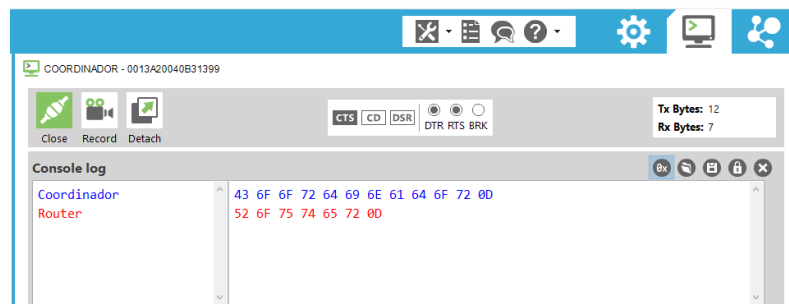 COORDINADOR - 0013A20040B31399
Close Record Detach
CTS CD DSR DTR RTS BRK
Tx Bytes: 12
Rx Bytes: 7
Console log
0x
Coordinador 43 6F 6F 72 64 69 6E 61 64 6F 72 0D
Router 52 6F 75 74 65 72 0D